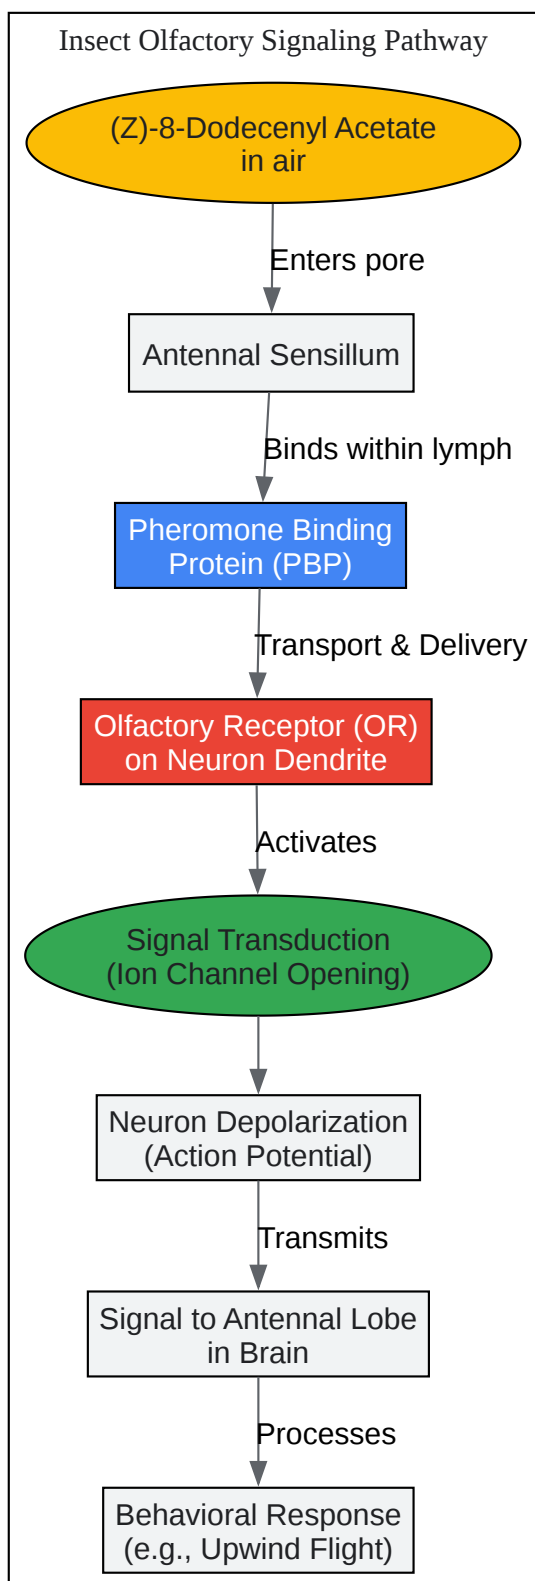 Insect Olfactory Signaling Pathway
(Z)-8-Dodecenyl Acetate
in air
Enters pore
Antennal Sensillum
Binds within lymph
Pheromone Binding
Protein (PBP)
Transport & Delivery
Olfactory Receptor (OR)
on Neuron Dendrite
Activates
Signal Transduction
(Ion Channel Opening)
Neuron Depolarization
(Action Potential)
Transmits
Signal to Antennal Lobe
in Brain
Processes
Behavioral Response
(e.g., Upwind Flight)